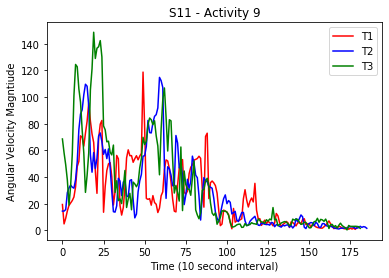 S11 - Activity 9
T1
T2
T3
Angular Velocity Magntiude
140
120
100
80
60
40
20
0
0 25 50 75 100 125 150 175
Time (10 second interval)